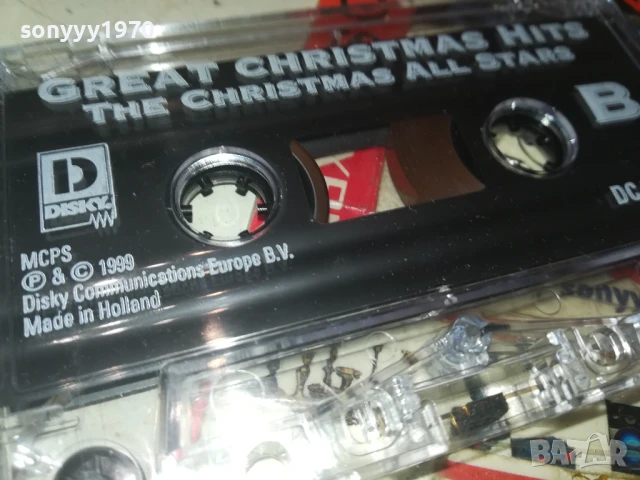 sonyyy1970
GREAT CHRISTMAS HITS
THE CHRISTMAS ALL STARS
B
D
DISKY
DC
MCPS
℗ & © 1999
Disky Communications Europe B.V.
Made in Holland
sonyy
BAZAR